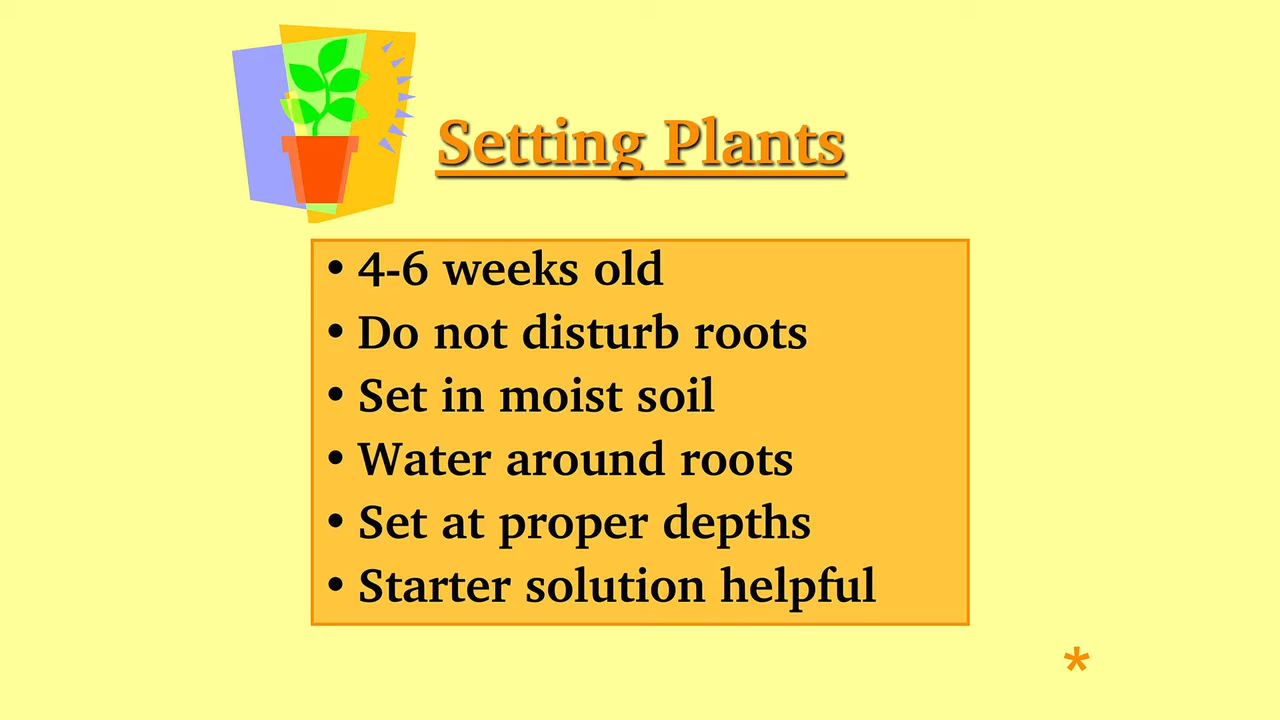 Setting Plants
• 4-6 weeks old
• Do not disturb roots
• Set in moist soil
• Water around roots
• Set at proper depths
• Starter solution helpful
*